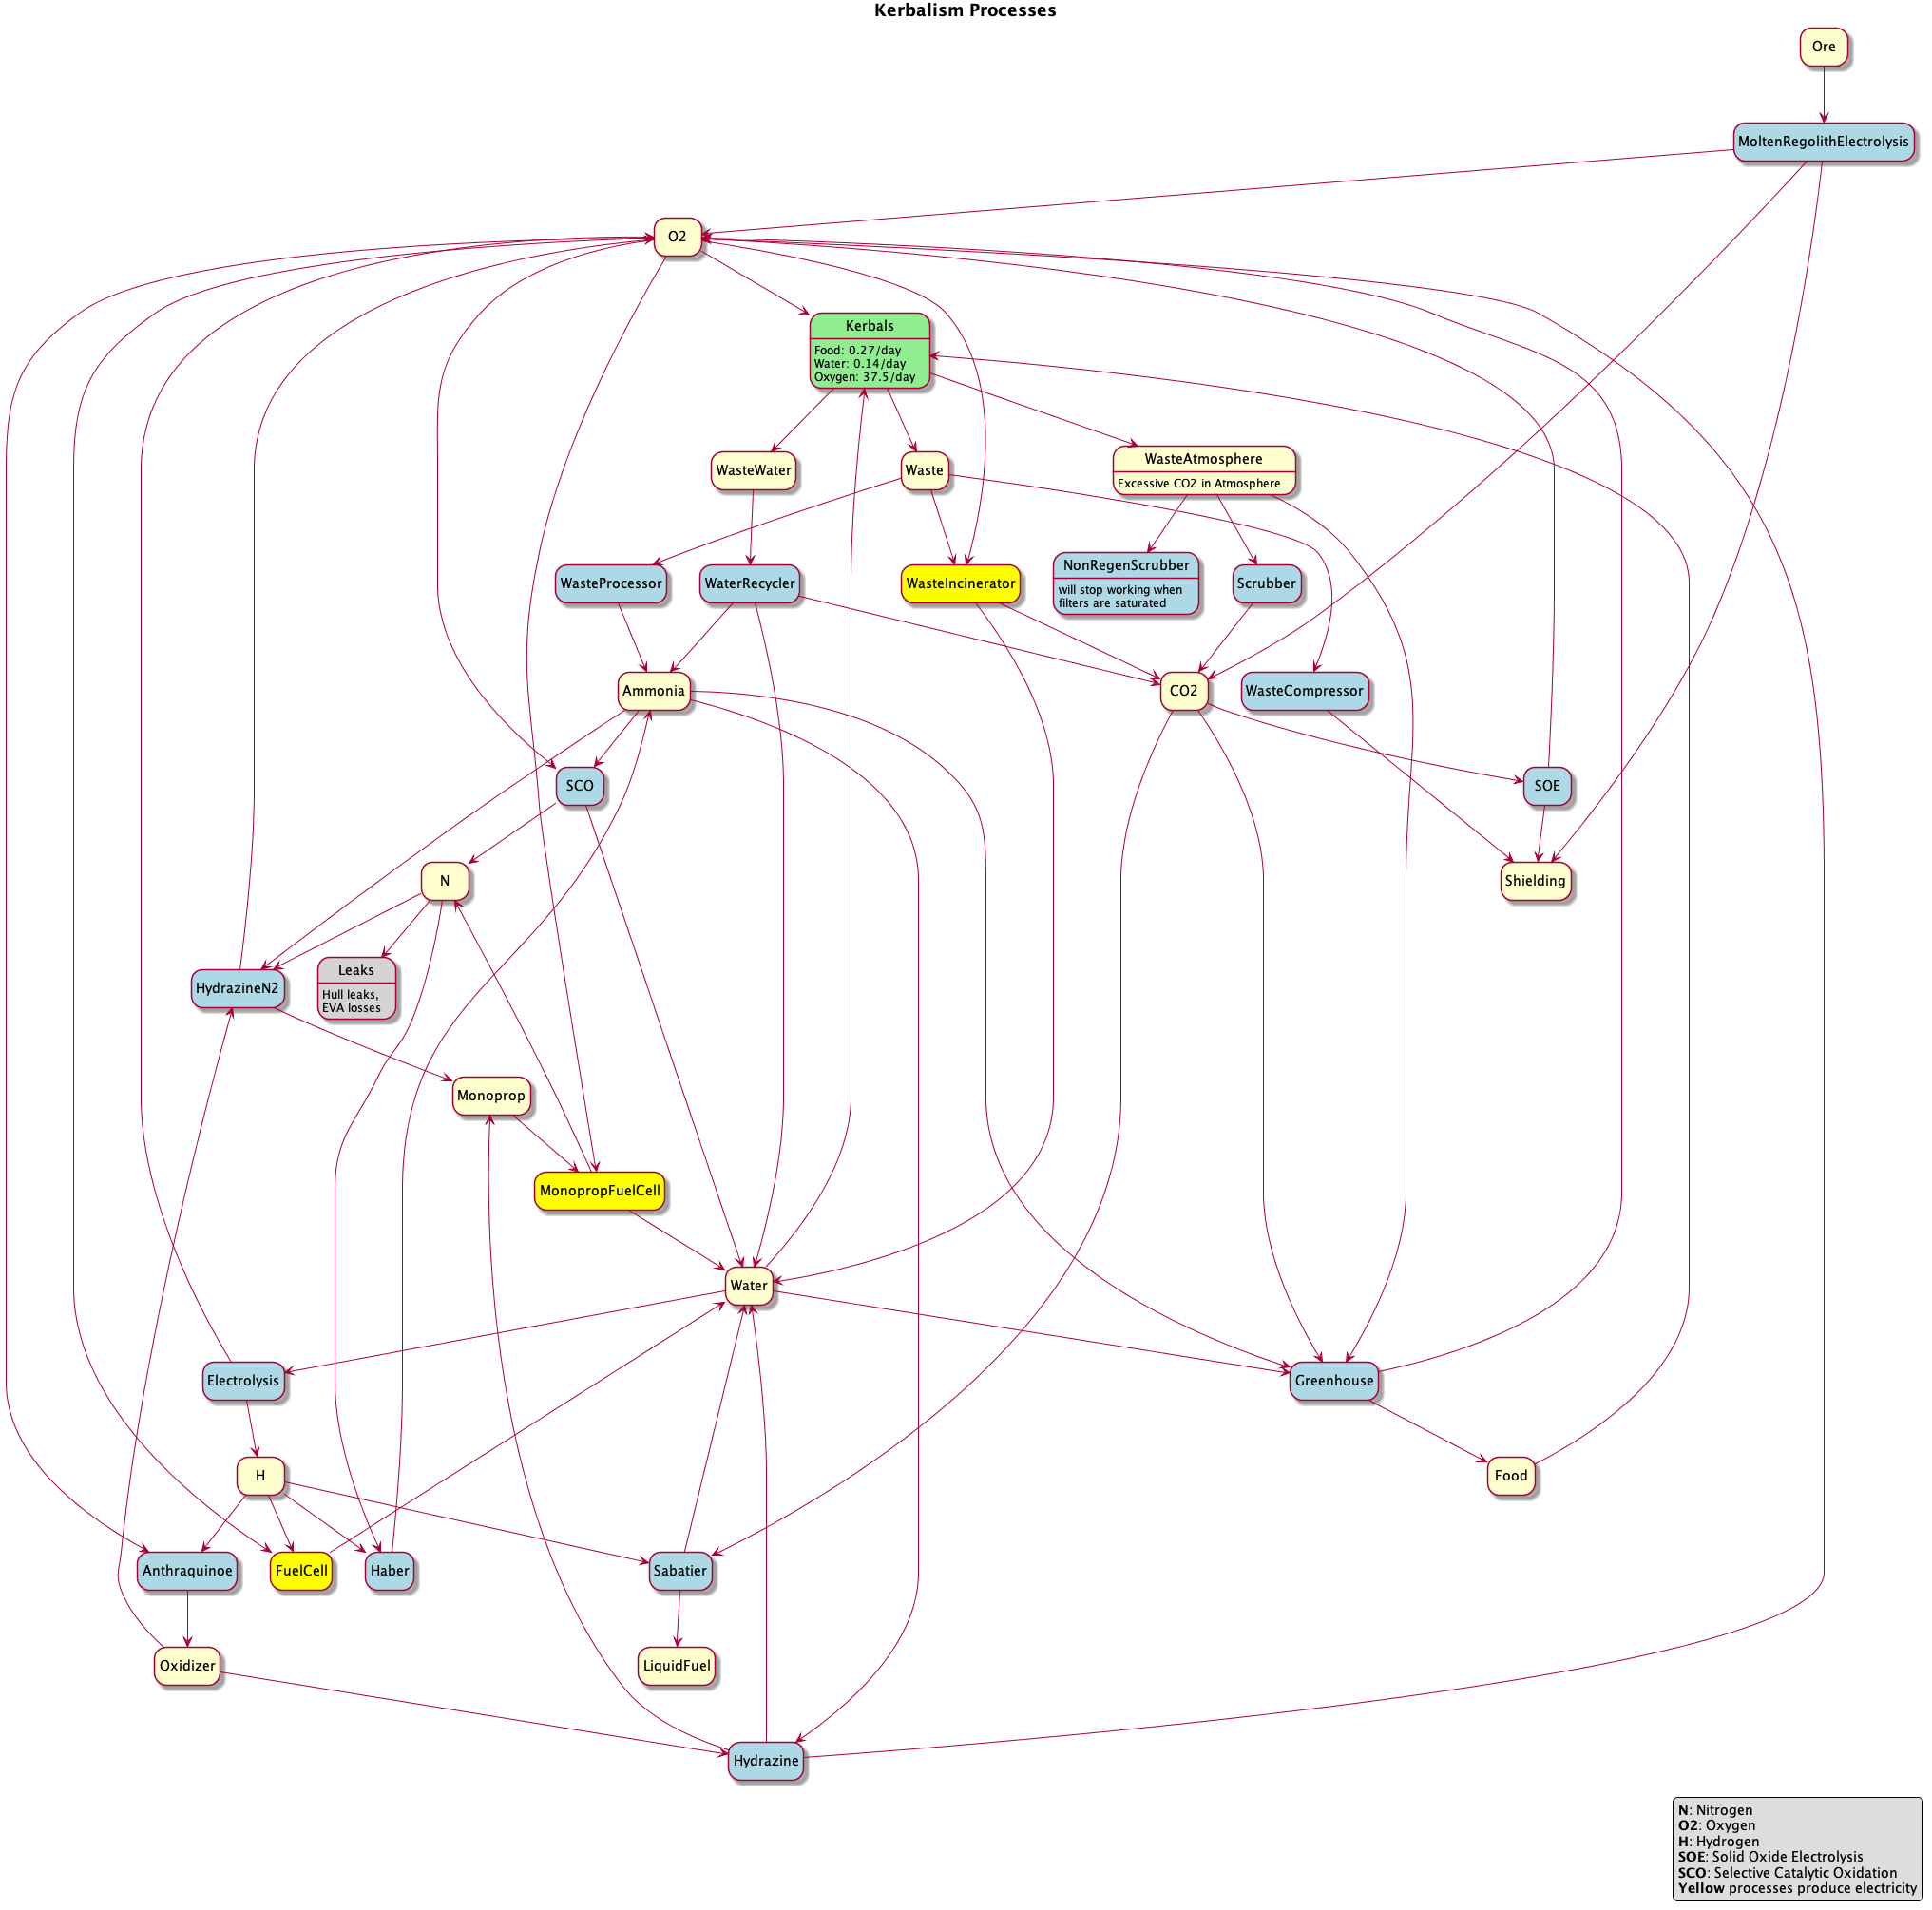 Kerbalism Processes
Ore
MoltenRegolithElectrolysis
O2
Kerbals
Food: 0.27/day
Water: 0.14/day
Oxygen: 37.5/day
WasteWater
Waste
WasteAtmosphere
Excessive CO2 in Atmosphere
WasteProcessor
WaterRecycler
WasteIncinerator
NonRegenScrubber
will stop working when
filters are saturated
Scrubber
Ammonia
CO2
WasteCompressor
SCO
SOE
N
Shielding
HydrazineN2
Leaks
Hull leaks,
EVA losses
Monoprop
MonopropFuelCell
Water
Electrolysis
Greenhouse
H
Food
Anthraquinoe
FuelCell
Haber
Sabatier
Oxidizer
LiquidFuel
Hydrazine
N: Nitrogen
O2: Oxygen
H: Hydrogen
SOE: Solid Oxide Electrolysis
SCO: Selective Catalytic Oxidation
Yellow processes produce electricity